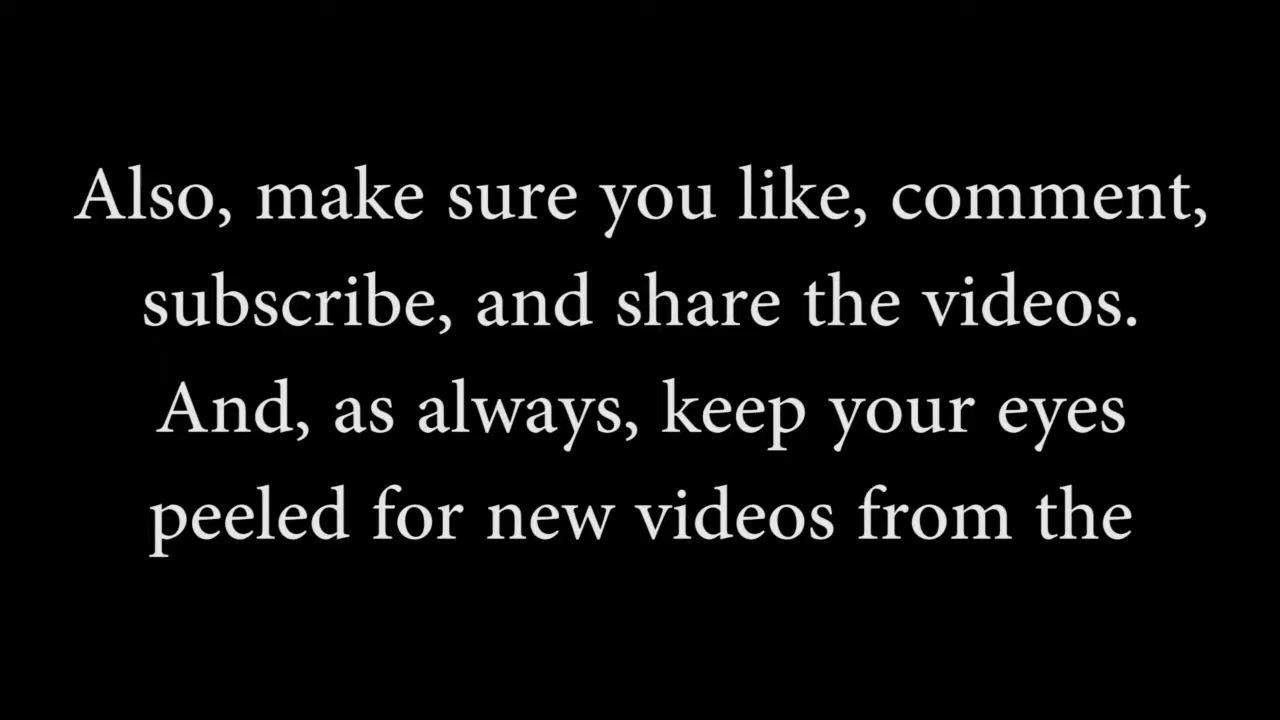 Also, make sure you like, comment,
subscribe, and share the videos.
And, as always, keep your eyes
peeled for new videos from the